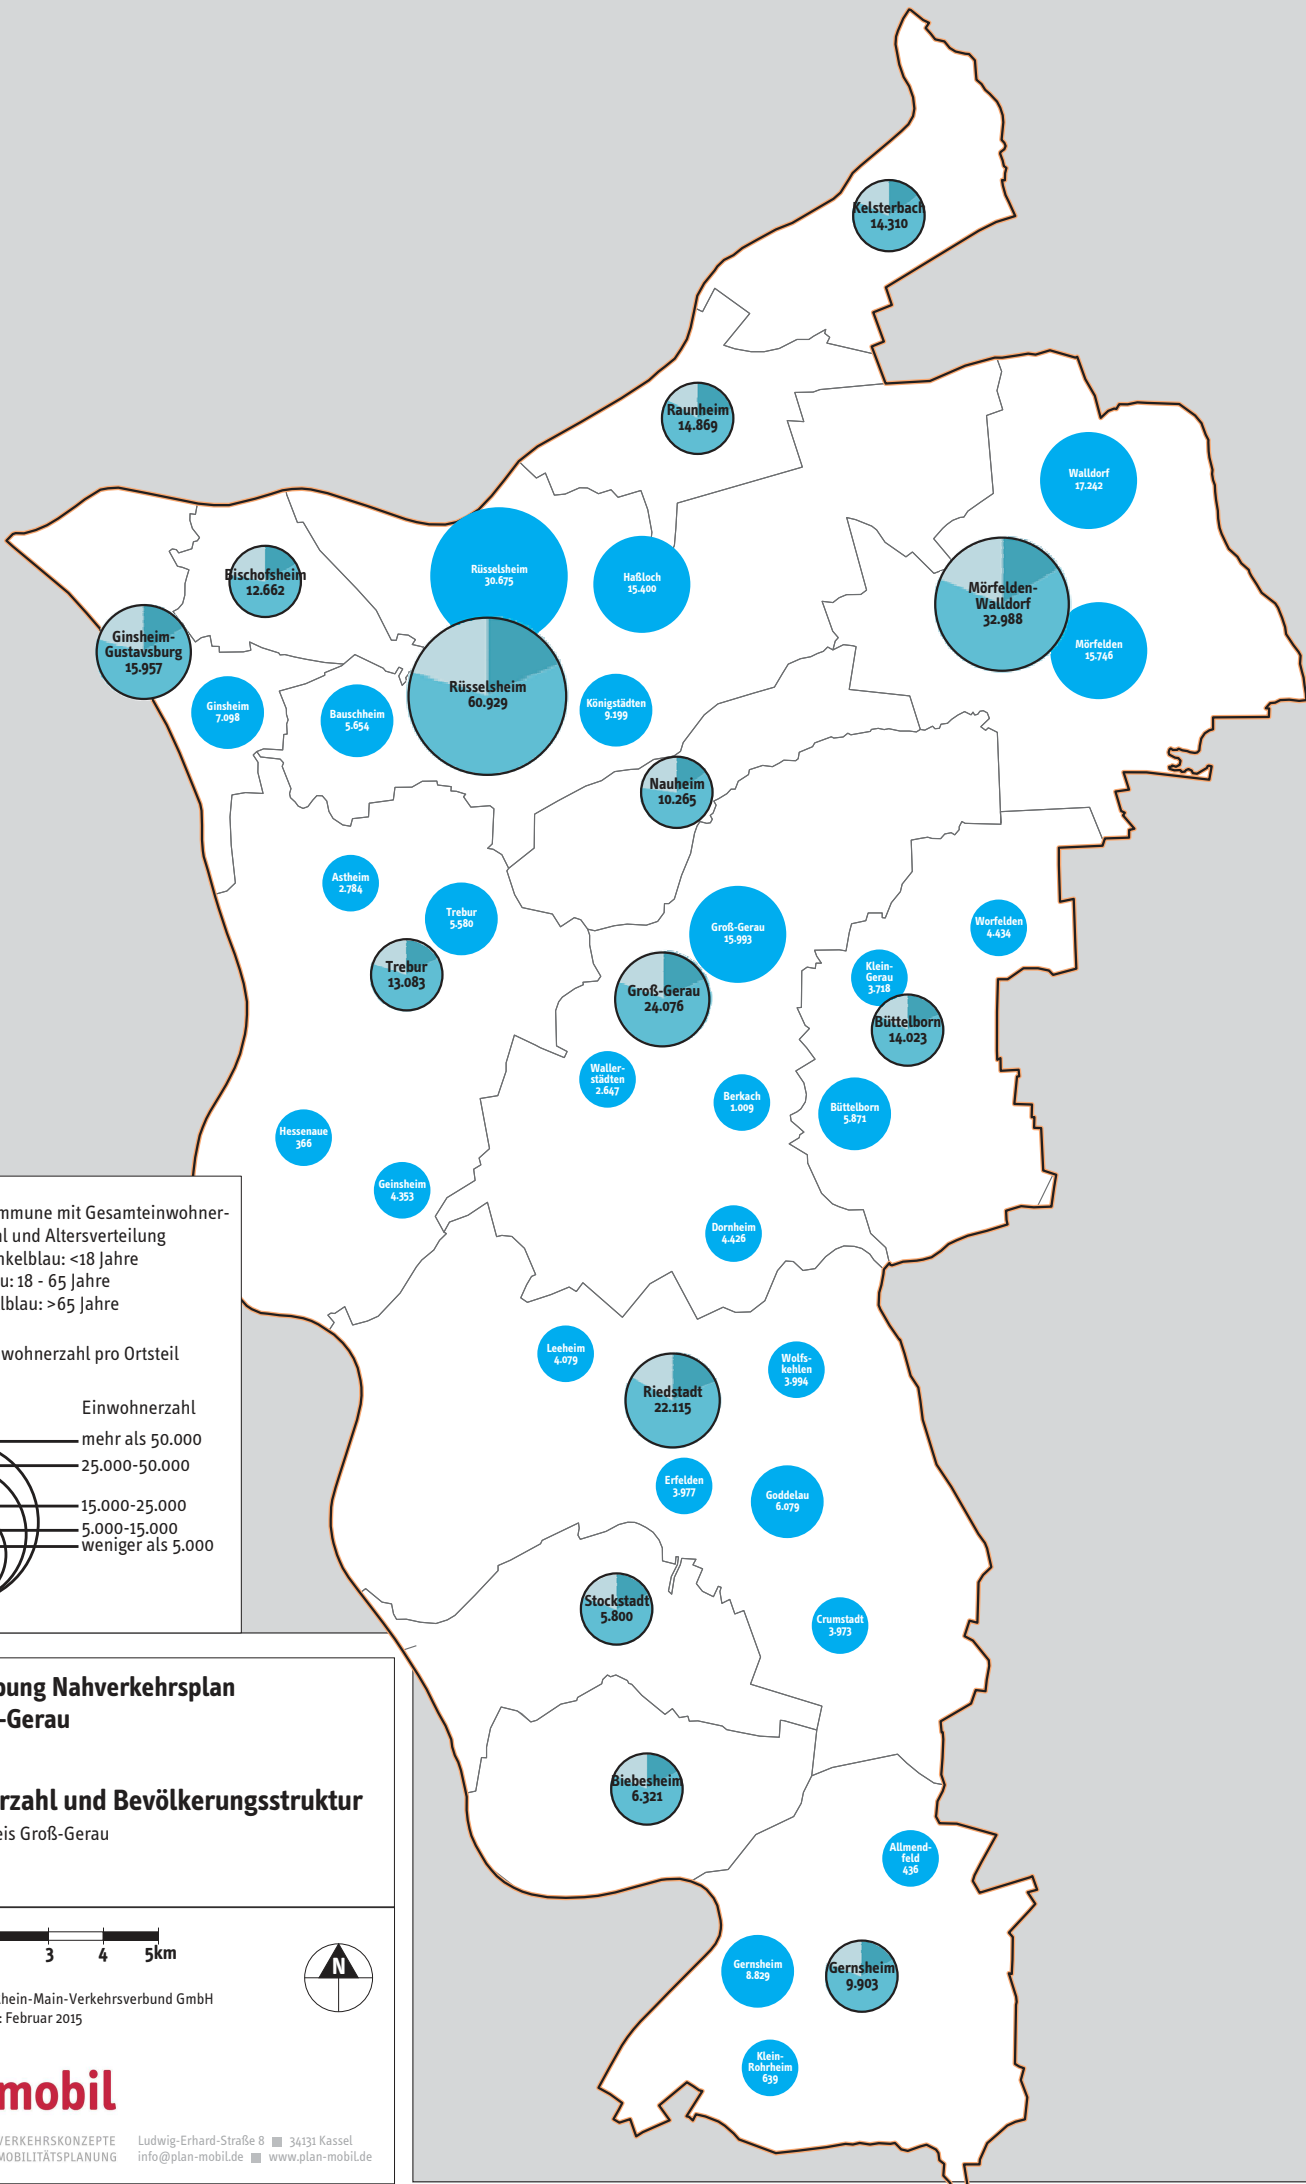 Kelsterbach
14.310
Raunheim
14.869
Walldorf
17.242
Rüsselsheim
30.675
Haßloch
15.400
Bischofsheim
12.662
Mörfelden-
Walldorf
32.988
Ginsheim-
Gustavsburg
15.957
Mörfelden
15.746
Rüsselsheim
60.929
Ginsheim
7.098
Bauschheim
5.654
Königstädten
9.199
Nauheim
10.265
Astheim
2.784
Trebur
5.580
Groß-Gerau
15.993
Worfelden
4.434
Trebur
13.083
Klein-
Gerau
3.718
Groß-Gerau
24.076
Büttelborn
14.023
Waller-
städten
2.647
Berkach
1.009
Büttelborn
5.871
Hessenaue
366
Geinsheim
4.353
Dornheim
4.426
Leeheim
4.079
Wolfs-
kehlen
3.994
Riedstadt
22.115
Erfelden
3.977
Goddelau
6.079
Stockstadt
5.800
Crumstadt
3.973
Biebesheim
6.321
Allmend-
feld
436
Gernsheim
8.829
Gernsheim
9.903
Klein-
Rohrheim
639
mmune mit Gesamteinwohner-
l und Altersverteilung
nkelblau: <18 Jahre
u: 18 - 65 Jahre
lblau: >65 Jahre
wohnerzahl pro Ortsteil
Einwohnerzahl
mehr als 50.000
25.000-50.000
15.000-25.000
5.000-15.000
weniger als 5.000
bung Nahverkehrsplan
-Gerau
rzahl und Bevölkerungsstruktur
eis Groß-Gerau
3 4 5km
N
hein-Main-Verkehrsverbund GmbH
: Februar 2015
mobil
VERKEHRSKONZEPTE
MOBILITÄTSPLANUNG
Ludwig-Erhard-Straße 8 ■ 34131 Kassel
info@plan-mobil.de ■ www.plan-mobil.de